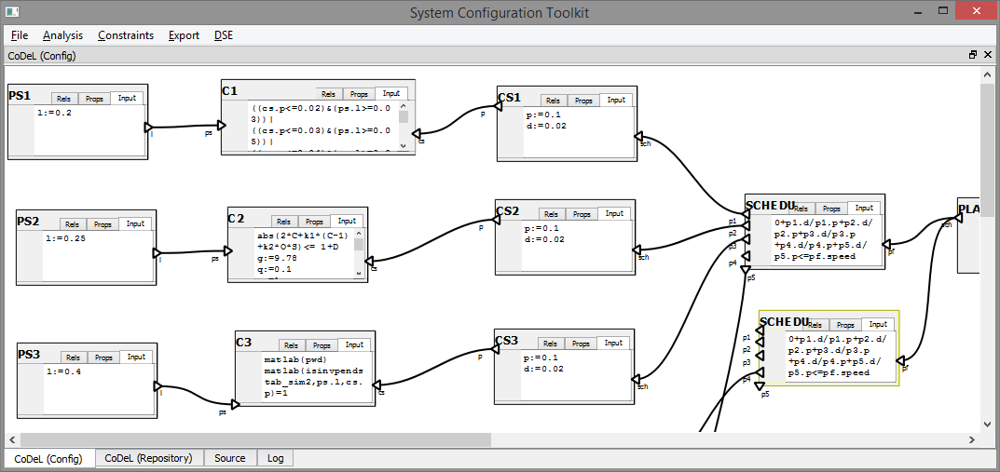 System Configuration Toolkit
File Analysis Constraints Export DSE
CoDeL (Config)
PS1 Rels Props Input
l:=0.2
l
ps
C1 Rels Props Input
((cs.p<=0.02)&(ps.l>=0.0
3))|
((cs.p<=0.03)&(ps.l>=0.0
5))|
cs
p
CS1 Rels Props Input
p:=0.1
d:=0.02
sch
PS2 Rels Props Input
l:=0.25
l
ps
C2 Rels Props Input
abs(2*C+k1*(C-1)
+k2*O*S)<= 1+D
g:=9.78
q:=0.1
cs
p
CS2 Rels Props Input
p:=0.1
d:=0.02
sch
SCHEDU Rels Props Input
p1
p2
p3
p4
p5
0+p1.d/p1.p+p2.d/
p2.p+p3.d/p3.p
+p4.d/p4.p+p5.d/
p5.p<=pf.speed
pf
sch
PLA
PS3 Rels Props Input
l:=0.4
l
ps
C3 Rels Props Input
matlab(pwd)
matlab(isinvpends
tab_sim2,ps.l,cs.
p)=1
cs
p
CS3 Rels Props Input
p:=0.1
d:=0.02
sch
SCHEDU Rels Props Input
p1
p2
p3
p4
p5
0+p1.d/p1.p+p2.d/
p2.p+p3.d/p3.p
+p4.d/p4.p+p5.d/
p5.p<=pf.speed
pf
CoDeL (Config) CoDeL (Repository) Source Log